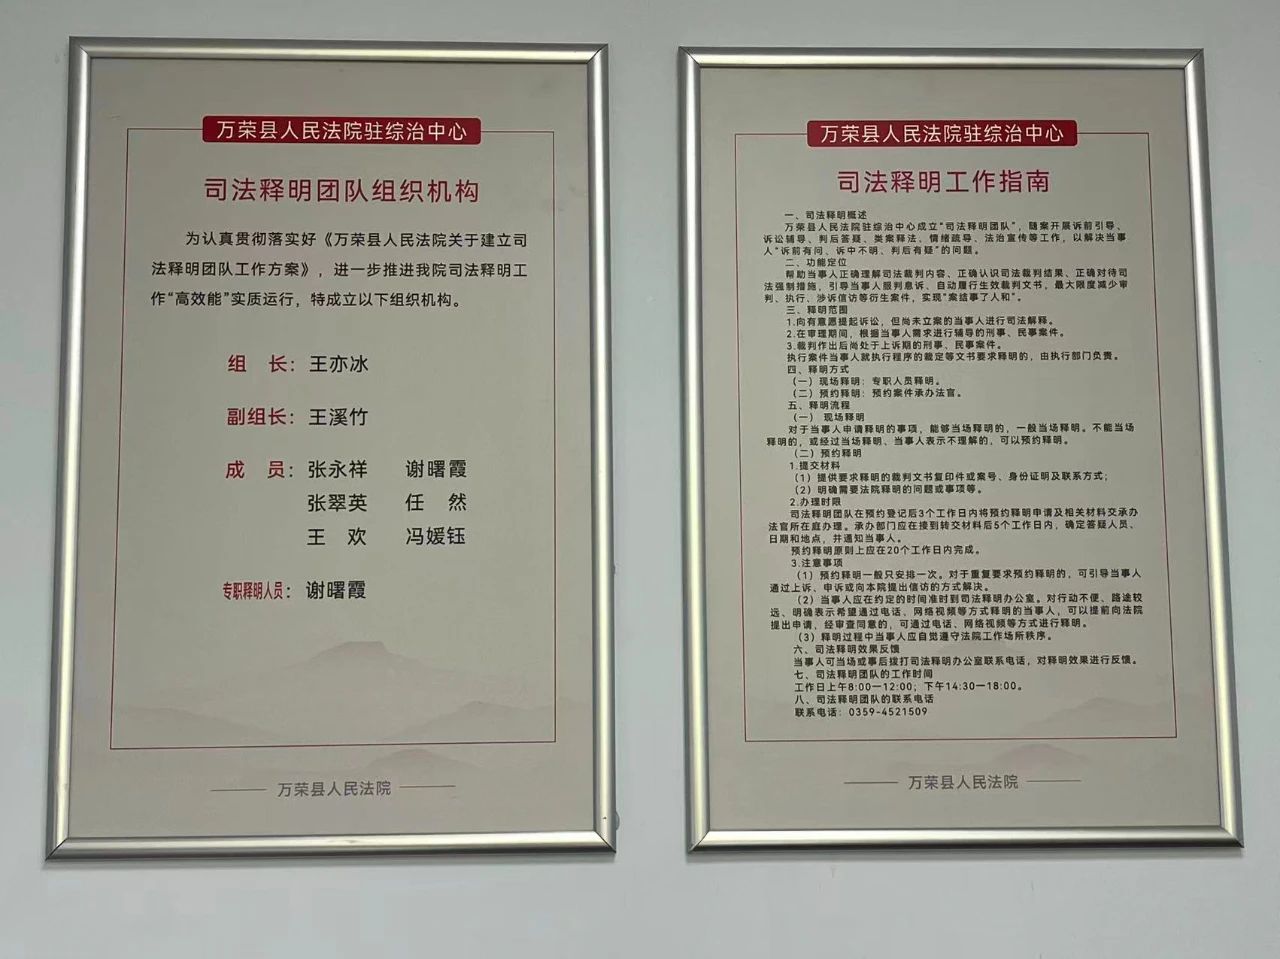 万荣县人民法院驻综治中心
司法释明团队组织机构
为认真贯彻落实好《万荣县人民法院关于建立司
法释明团队工作方案》，进一步推进我院司法释明工
作“高效能”实质运行，特成立以下组织机构。
组 长：王亦冰
副组长：王溪竹
成 员：张永祥 谢曙霞
张翠英 任 然
王 欢 冯媛钰
专职释明人员：谢曙霞
万荣县人民法院
万荣县人民法院驻综治中心
司法释明工作指南
一、司法释明概述
万荣县人民法院驻综治中心成立“司法释明团队”，随案开展诉前引导、
诉讼辅导、判后答疑、类案释法、情绪疏导、法治宣传等工作，以解决当事
人“诉前有问、诉中不明、判后有疑”的问题。
二、功能定位
帮助当事人正确理解司法裁判内容、正确认识司法裁判结果、正确对待司
法强制措施，引导当事人服判息诉、自动履行生效裁判文书，最大限度减少审
判、执行、涉诉信访等衍生案件，实现“案结事了人和”。
三、释明范围
1.向有意愿提起诉讼，但尚未立案的当事人进行司法解释。
2.在审理期间，根据当事人需求进行辅导的刑事、民事案件。
3.裁判作出后尚处于上诉期的刑事、民事案件。
执行案件当事人就执行程序的裁定等文书要求释明的，由执行部门负责。
四、释明方式
（一）现场释明：专职人员释明。
（二）预约释明：预约案件承办法官。
五、释明流程
（一） 现场释明
对于当事人申请释明的事项，能够当场释明的，一般当场释明。不能当场
释明的，或经过当场释明、当事人表示不理解的，可以预约释明。
（二）预约释明
1.提交材料
（1）提供要求释明的裁判文书复印件或案号、身份证明及联系方式；
（2）明确需要法院释明的问题或事项等。
2.办理时限
司法释明团队在预约登记后3个工作日内将预约释明申请及相关材料交承办
法官所在庭办理。承办部门应在接到转交材料后5个工作日内，确定答疑人员、
日期和地点，并通知当事人。
预约释明原则上应在20个工作日内完成。
3.注意事项
（1）预约释明一般只安排一次。对于重复要求预约释明的，可引导当事人
通过上诉、申诉或向本院提出信访的方式解决。
（2）当事人应在约定的时间准时到司法释明办公室。对行动不便、路途较
远、明确表示希望通过电话、网络视频等方式释明的当事人，可以提前向法院
提出申请，经审查同意的，可通过电话、网络视频等方式进行释明。
（3）释明过程中当事人应自觉遵守法院工作场所秩序。
六、司法释明效果反馈
当事人可当场或事后拨打司法释明办公室联系电话，对释明效果进行反馈。
七、司法释明团队的工作时间
工作日上午8:00—12:00；下午14:30—18:00。
八、司法释明团队的联系电话
联系电话：0359-4521509
万荣县人民法院